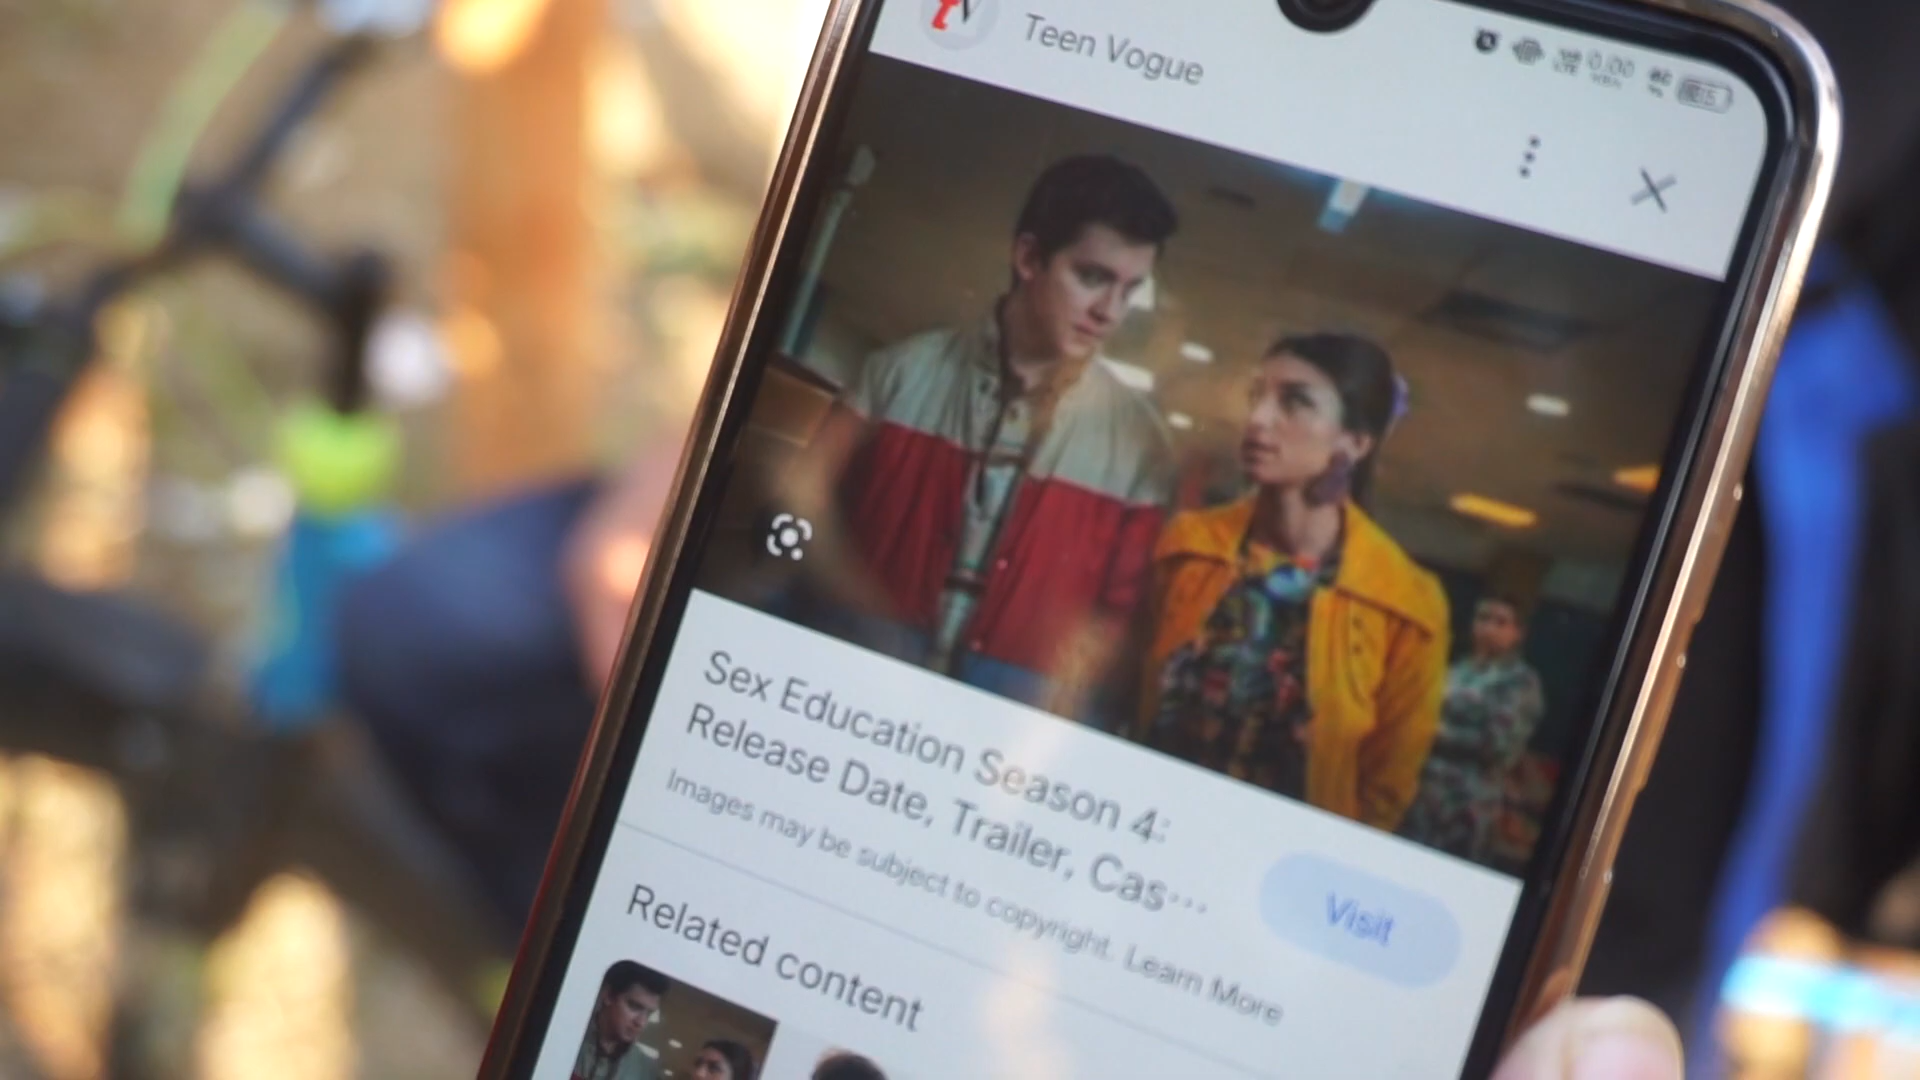 tv
Teen Vogue
Sex Education Season 4:
Release Date, Trailer, Cas...
Images may be subject to copyright. Learn More
Visit
Related content